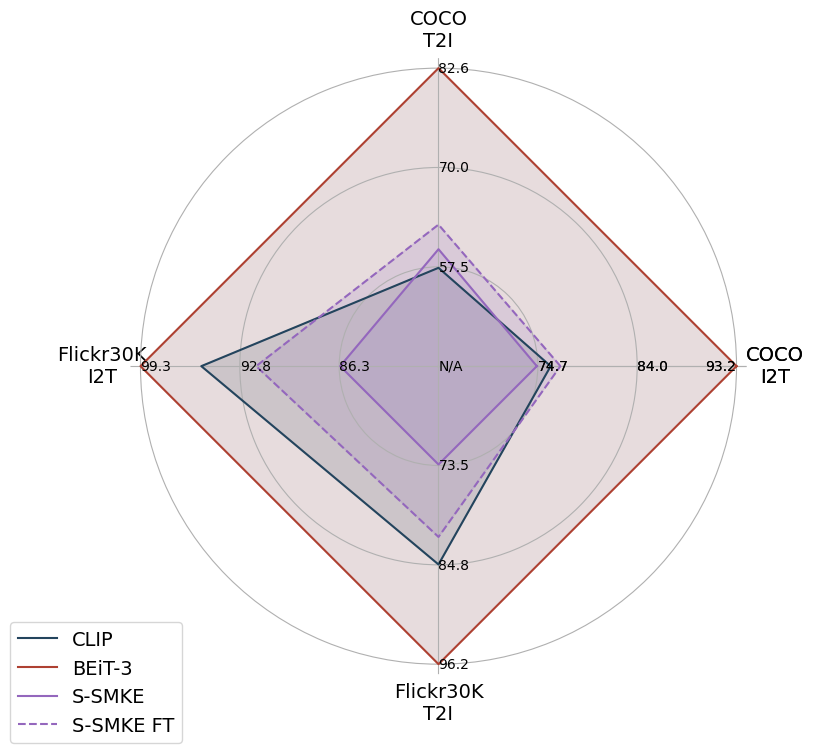 COCO
T2I
82.6
70.0
57.5
Flickr30K
I2T
99.3
92.8
86.3
N/A
74.7
84.0
93.2
COCO
I2T
73.5
84.8
96.2
Flickr30K
T2I
CLIP
BEiT-3
S-SMKE
S-SMKE FT